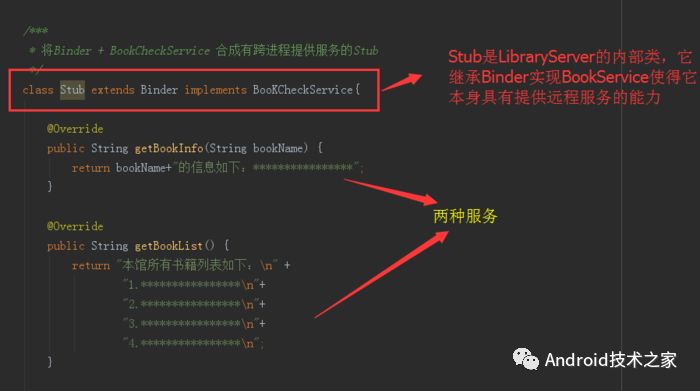 /***
 * 将Binder + BookCheckService 合成有跨进程提供服务的Stub
 */
class Stub extends Binder implements BooKCheckService{
@Override
public String getBookInfo(String bookName) {
return bookName+"的信息如下：****************";
}
@Override
public String getBookList() {
return "本馆所有书籍列表如下：\n" +
"1.****************\n"+
"2.****************\n"+
"3.****************\n"+
"4.****************\n";
}
Stub是LibraryServer的内部类，它
继承Binder实现BookService使得它
本身具有提供远程服务的能力
两种服务
Android技术之家